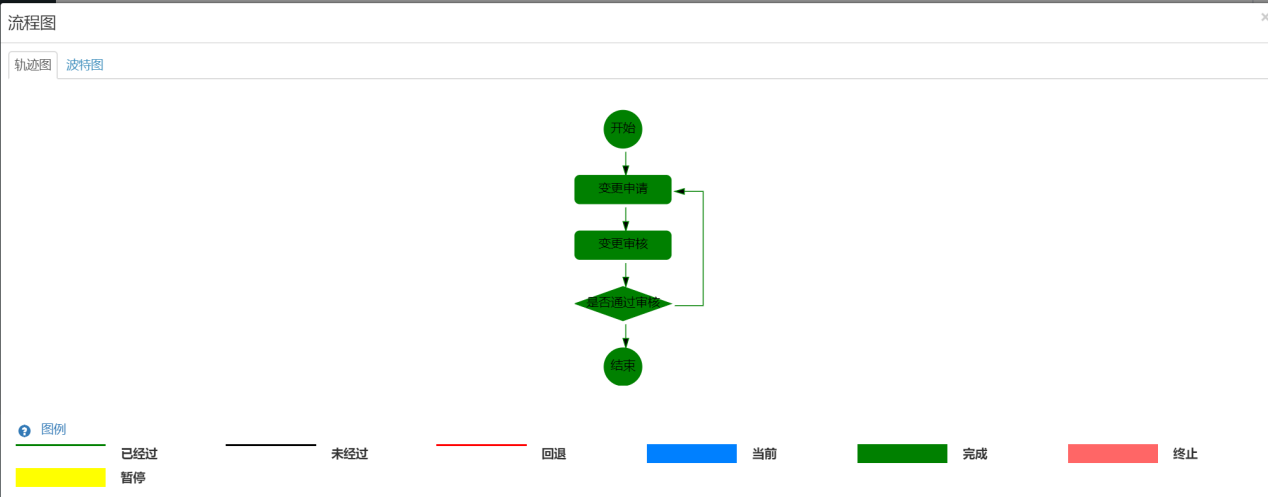 流程图
×
轨迹图 波特图
开始
变更申请
变更审核
是否通过审核
结束
图例
已经过 未经过 回退 当前 完成 终止
暂停